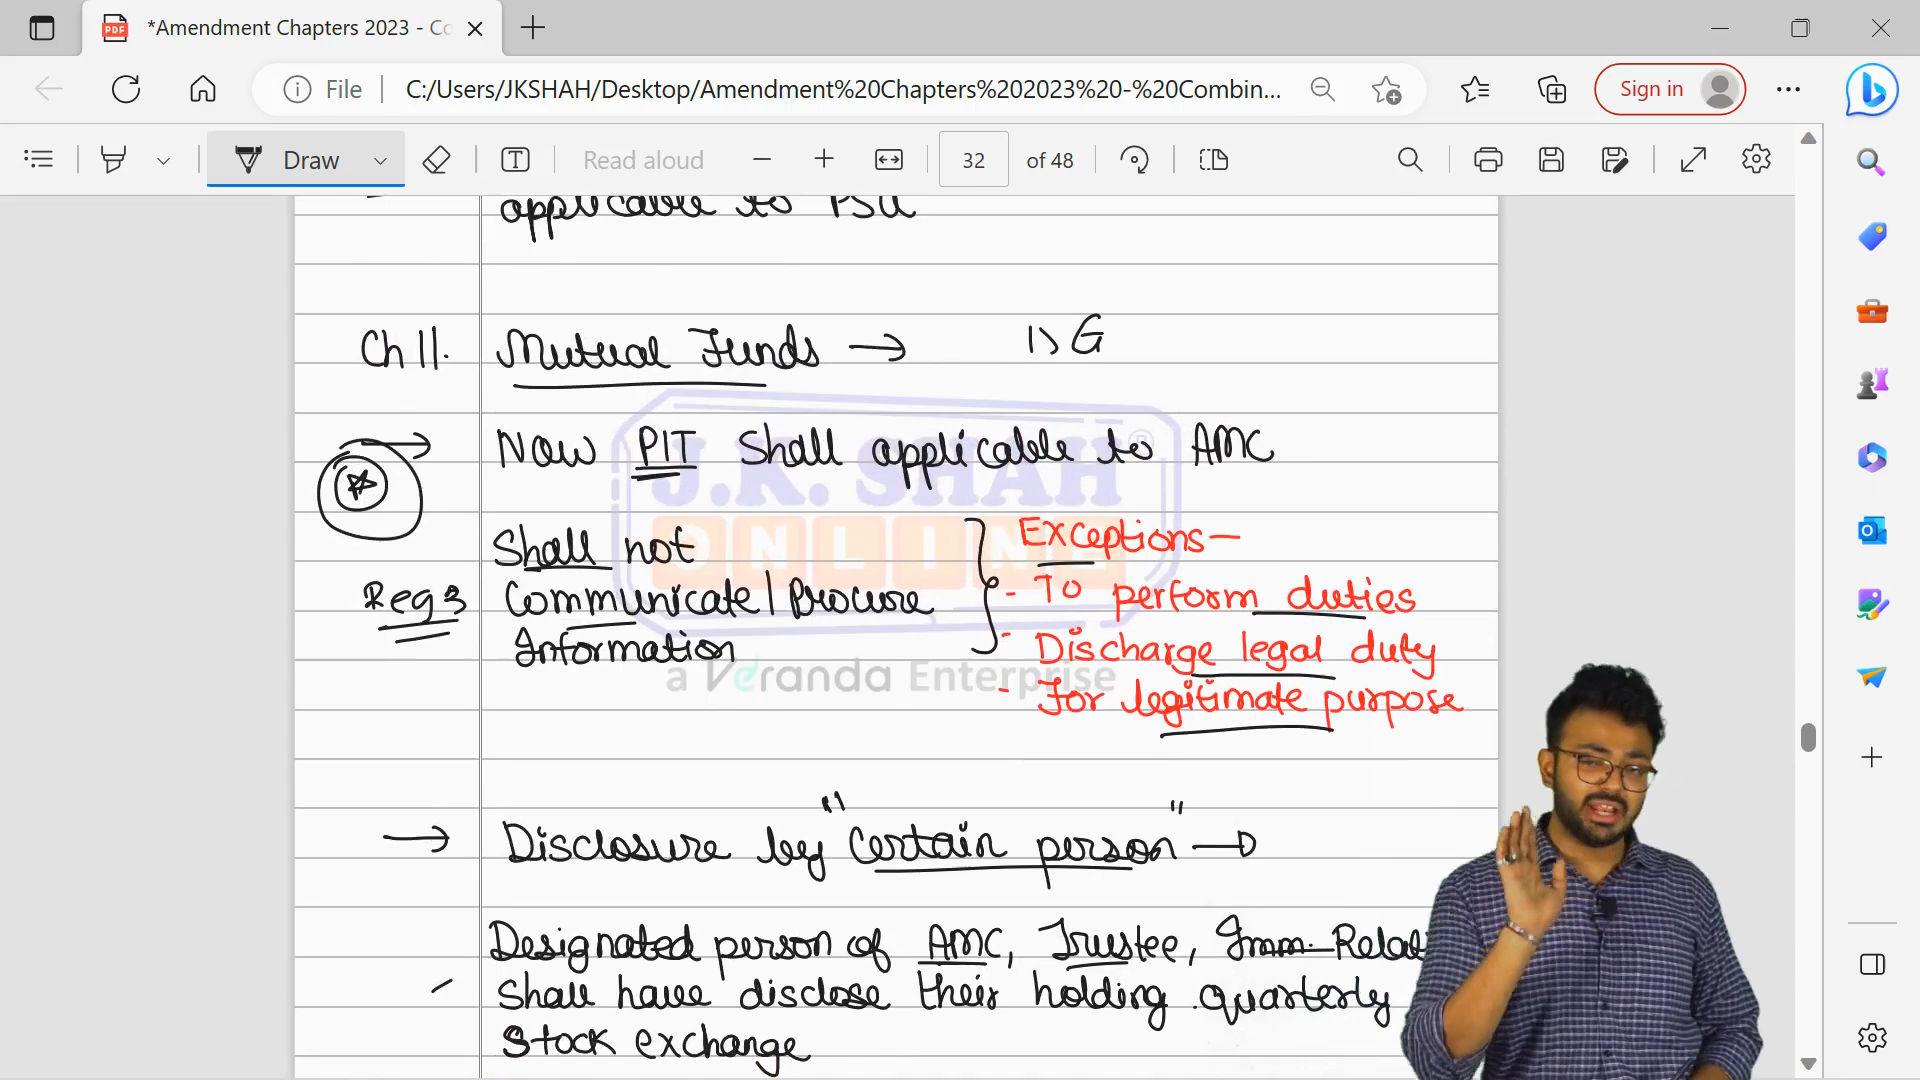 *Amendment Chapters 2023 - Co
File
C:/Users/JKSHAH/Desktop/Amendment%20Chapters%202023%20-%20Combin...
Sign in
Draw
Read aloud
32 of 48
applicable to PSU
Ch 11. Mutual Funds →
Now PIT Shall applicable to AMC
J.K. SHAH®
ONLINE
a Veranda Enterprise
Shall not
Reg 3 Communicate / Procure
Information
Exceptions—
- To perform duties
- Discharge legal duty
- For legitimate purpose
→ Disclosure by "Certain person" →
Designated person of AMC, Trustee, Imm. Relat
Shall have disclose their holding quarterly
Stock exchange